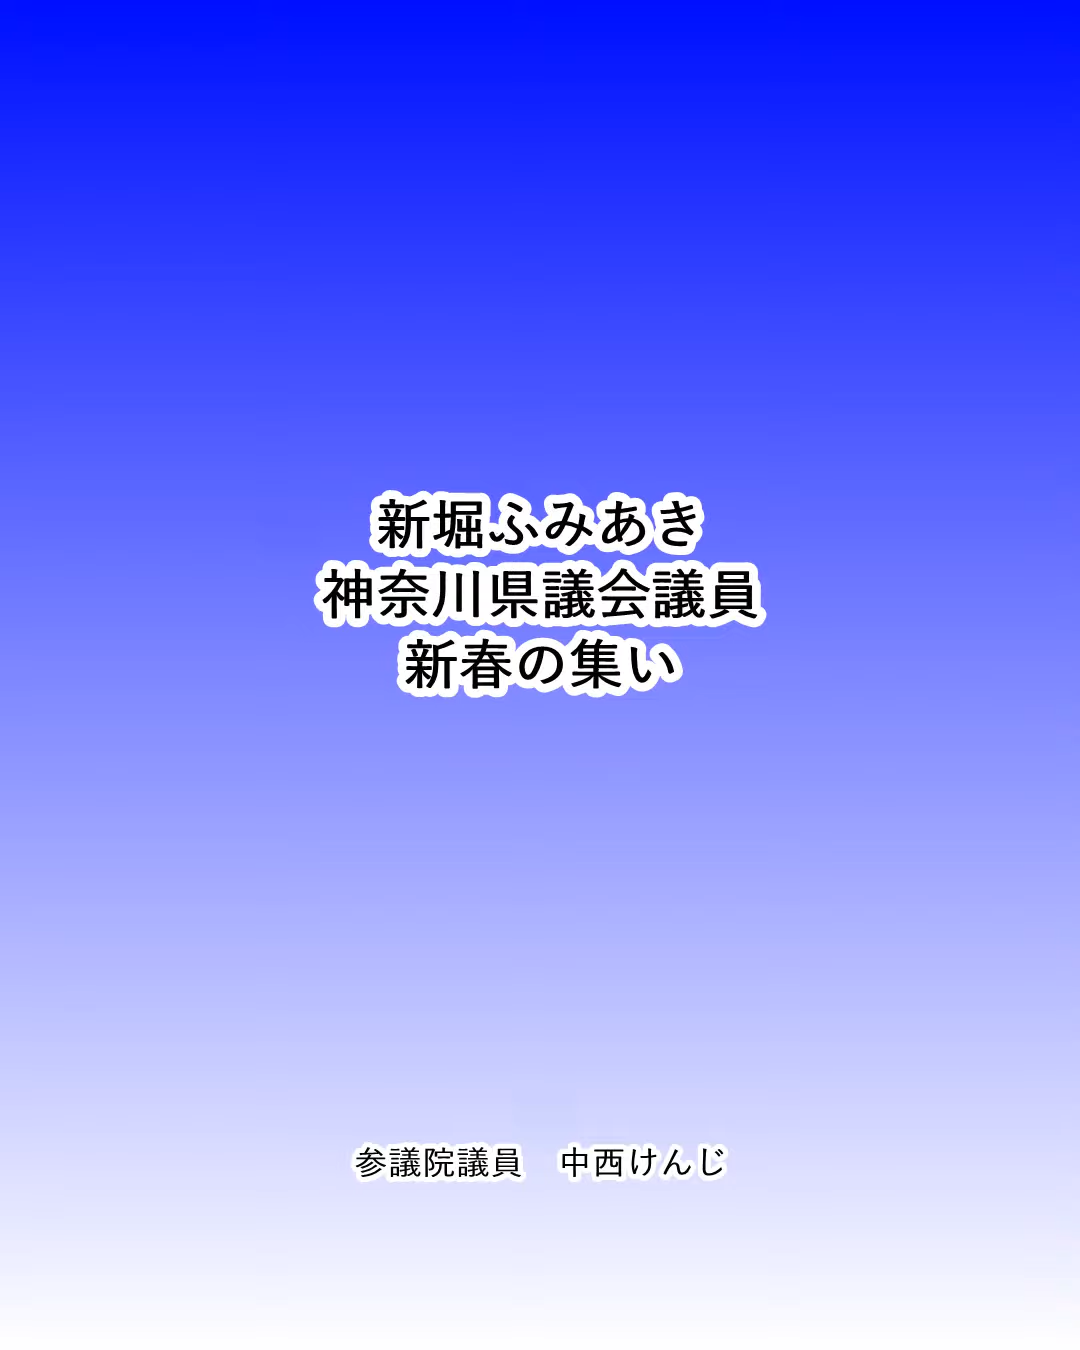 新堀ふみあき
神奈川県議会議員
新春の集い
参議院議員　中西けんじ